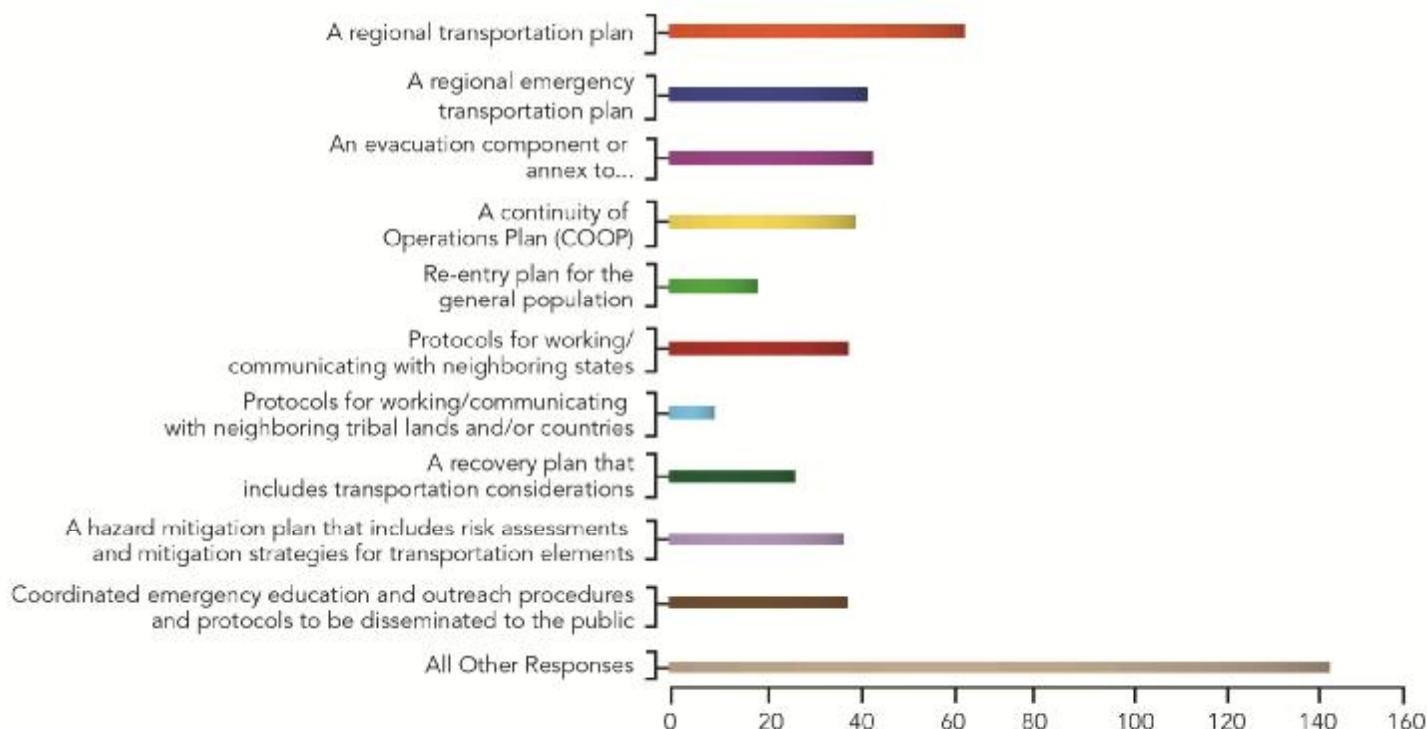 A regional transportation plan
A regional emergency
transportation plan
An evacuation component or
annex to...
A continuity of
Operations Plan (COOP)
Re-entry plan for the
general population
Protocols for working/
communicating with neighboring states
Protocols for working/communicating
with neighboring tribal lands and/or countries
A recovery plan that
includes transportation considerations
A hazard mitigation plan that includes risk assessments
and mitigation strategies for transportation elements
Coordinated emergency education and outreach procedures
and protocols to be disseminated to the public
All Other Responses
0 20 40 60 80 100 120 140 160